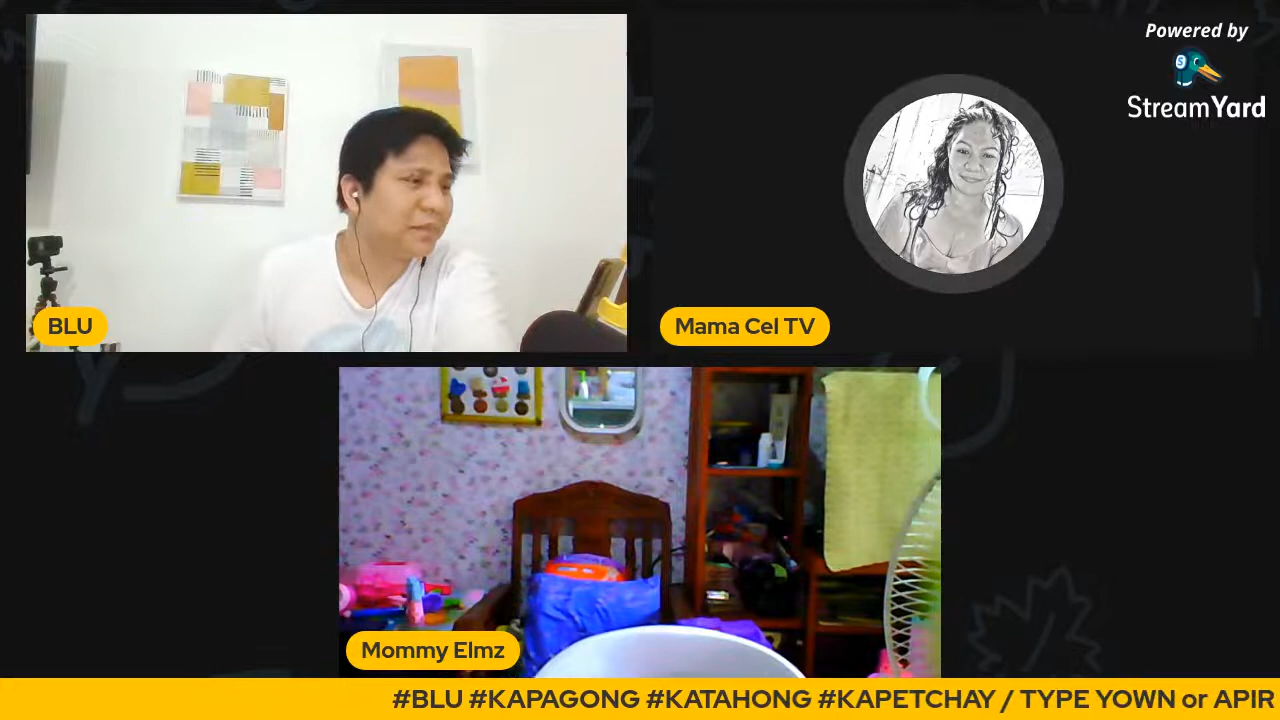 Powered by
StreamYard
BLU
Mama Cel TV
Mommy Elmz
#BLU #KAPAGONG #KATAHONG #KAPETCHAY / TYPE YOWN or APIR